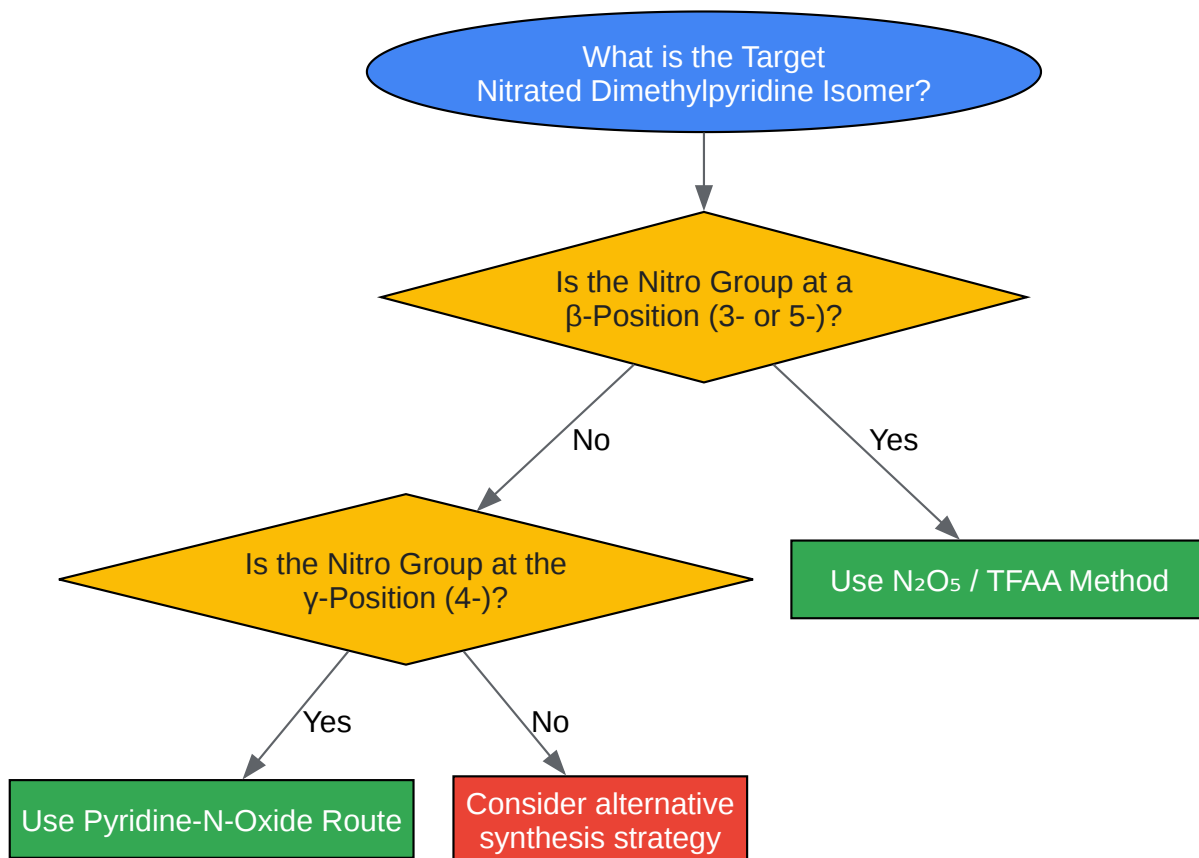 What is the Target
Nitrated Dimethylpyridine Isomer?
Is the Nitro Group at a
β-Position (3- or 5-)?
No
Yes
Is the Nitro Group at the
γ-Position (4-)?
Use N₂O₅ / TFAA Method
Yes
No
Use Pyridine-N-Oxide Route
Consider alternative
synthesis strategy